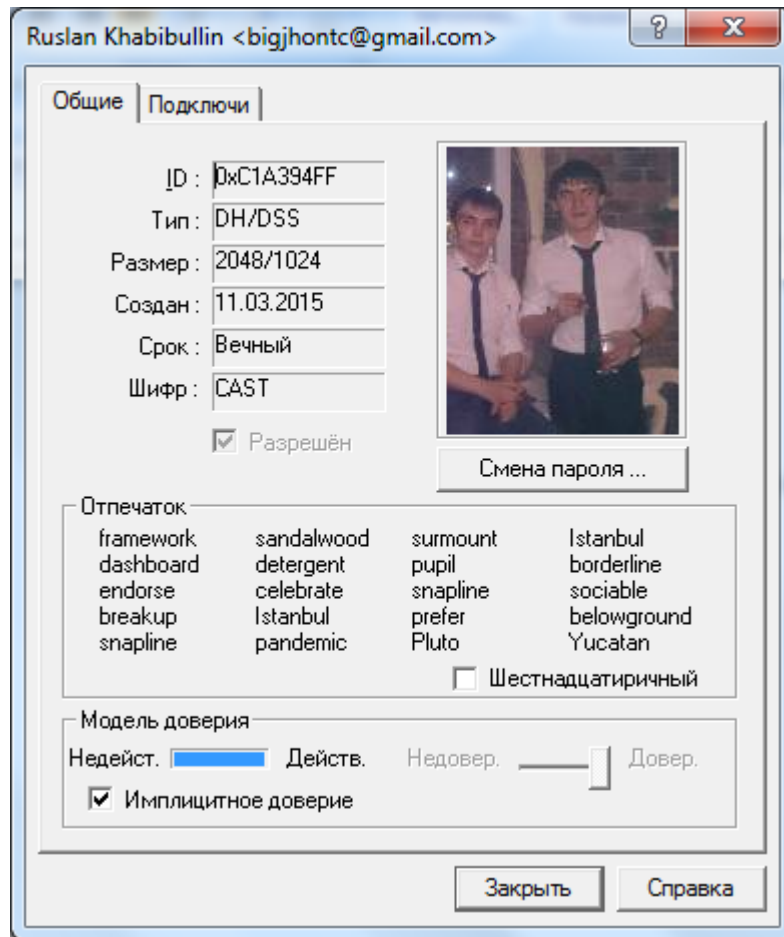 Ruslan Khabibullin <bigjhontc@gmail.com>
Общие Подключи
ID : 0xC1A394FF
Тип : DH/DSS
Размер : 2048/1024
Создан : 11.03.2015
Срок : Вечный
Шифр : CAST
Разрешён
Смена пароля ...
Отпечаток
framework sandalwood surmount Istanbul
dashboard detergent pupil borderline
endorse celebrate snapline sociable
breakup Istanbul prefer belowground
snapline pandemic Pluto Yucatan
Шестнадцатиричный
Модель доверия
Недейст. Действ. Недовер. Довер.
Имплицитное доверие
Закрыть Справка